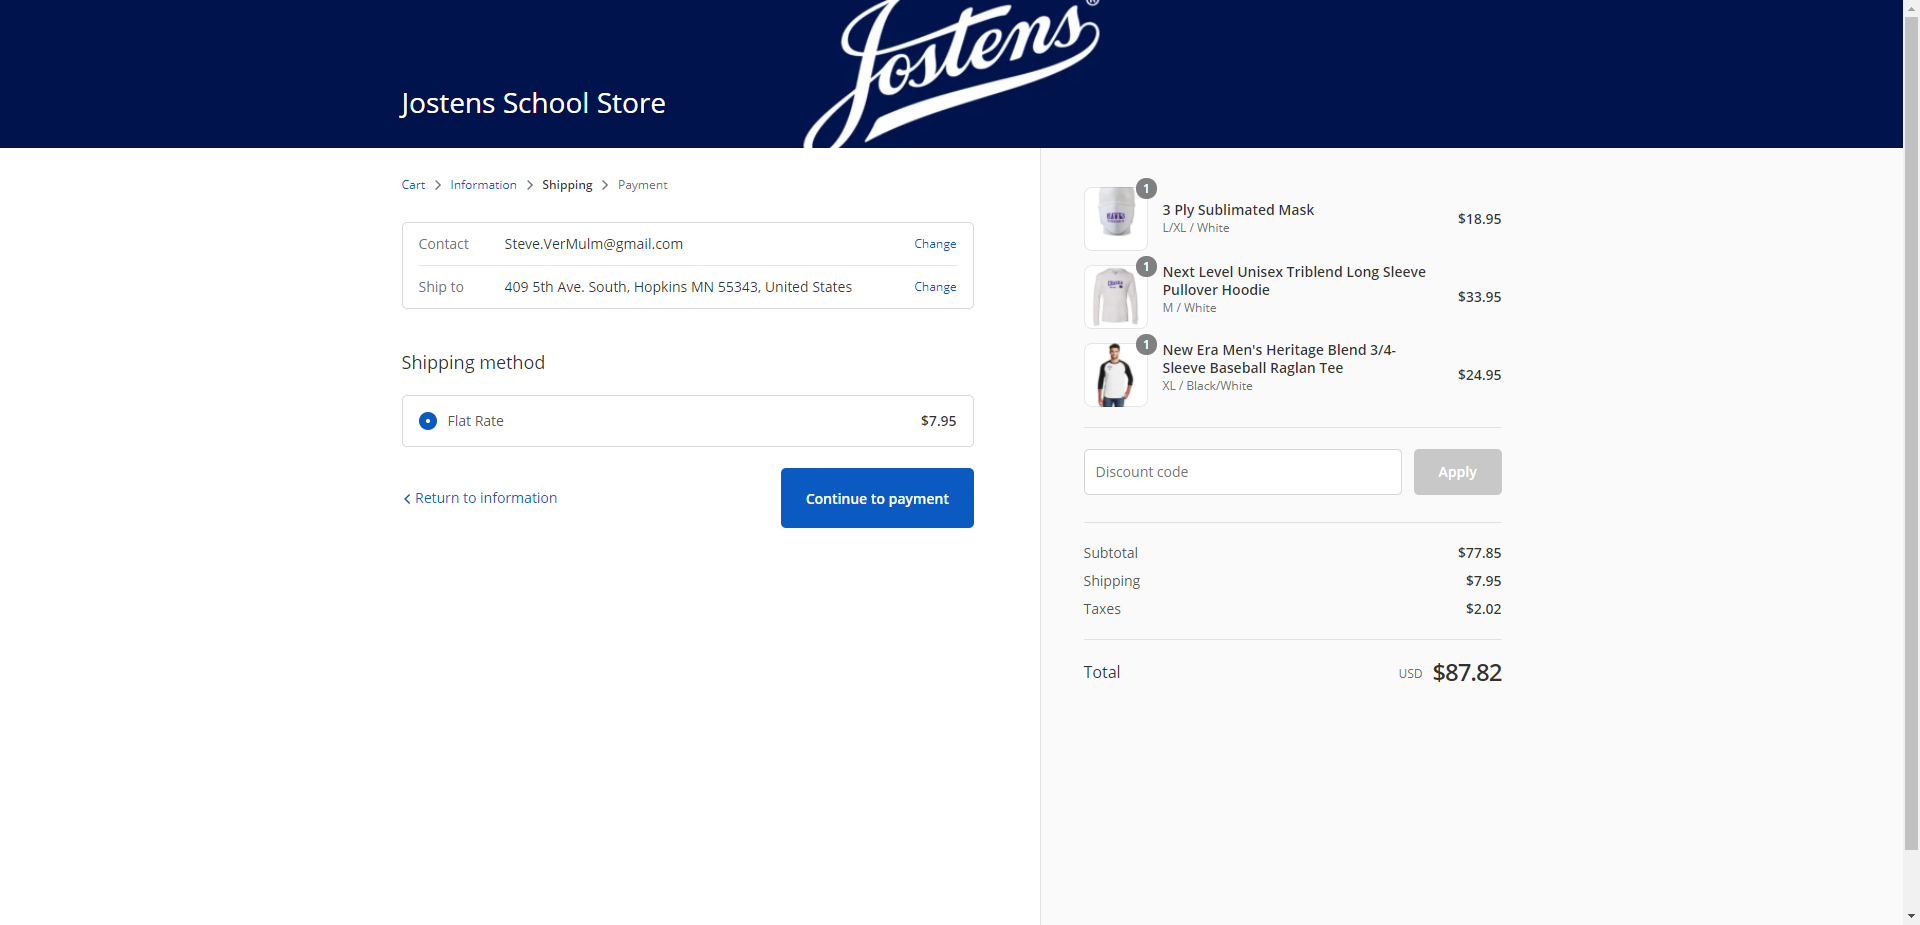 Jostens®
Jostens School Store
Cart > Information > Shipping > Payment
Contact Steve.VerMulm@gmail.com Change
Ship to 409 5th Ave. South, Hopkins MN 55343, United States Change
Shipping method
Flat Rate $7.95
< Return to information
Continue to payment
1
3 Ply Sublimated Mask
L/XL / White
$18.95
1
Next Level Unisex Triblend Long Sleeve
Pullover Hoodie
M / White
$33.95
1
New Era Men's Heritage Blend 3/4-
Sleeve Baseball Raglan Tee
XL / Black/White
$24.95
Discount code Apply
Subtotal $77.85
Shipping $7.95
Taxes $2.02
Total USD $87.82